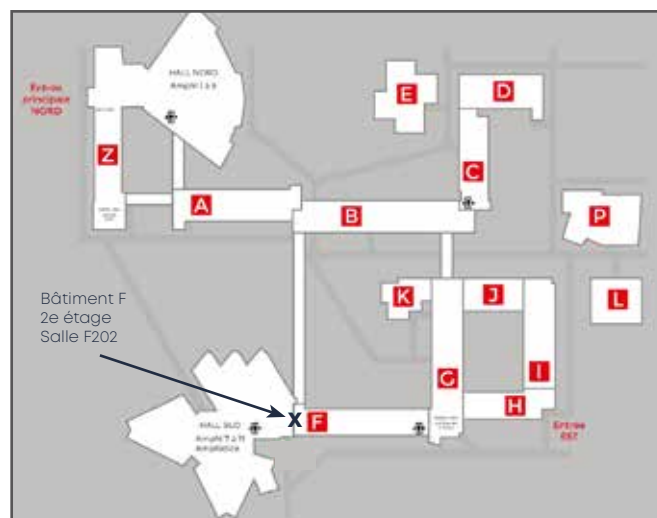 HALL NORD
Amphi 1 à 6
Entrée
principale
NORD
E
D
Z
C
A
B
P
Bâtiment F
2e étage
Salle F202
K
J
L
G
I
H
X
F
HALL SUD
Amphi 7 à 11
Entrée
EST